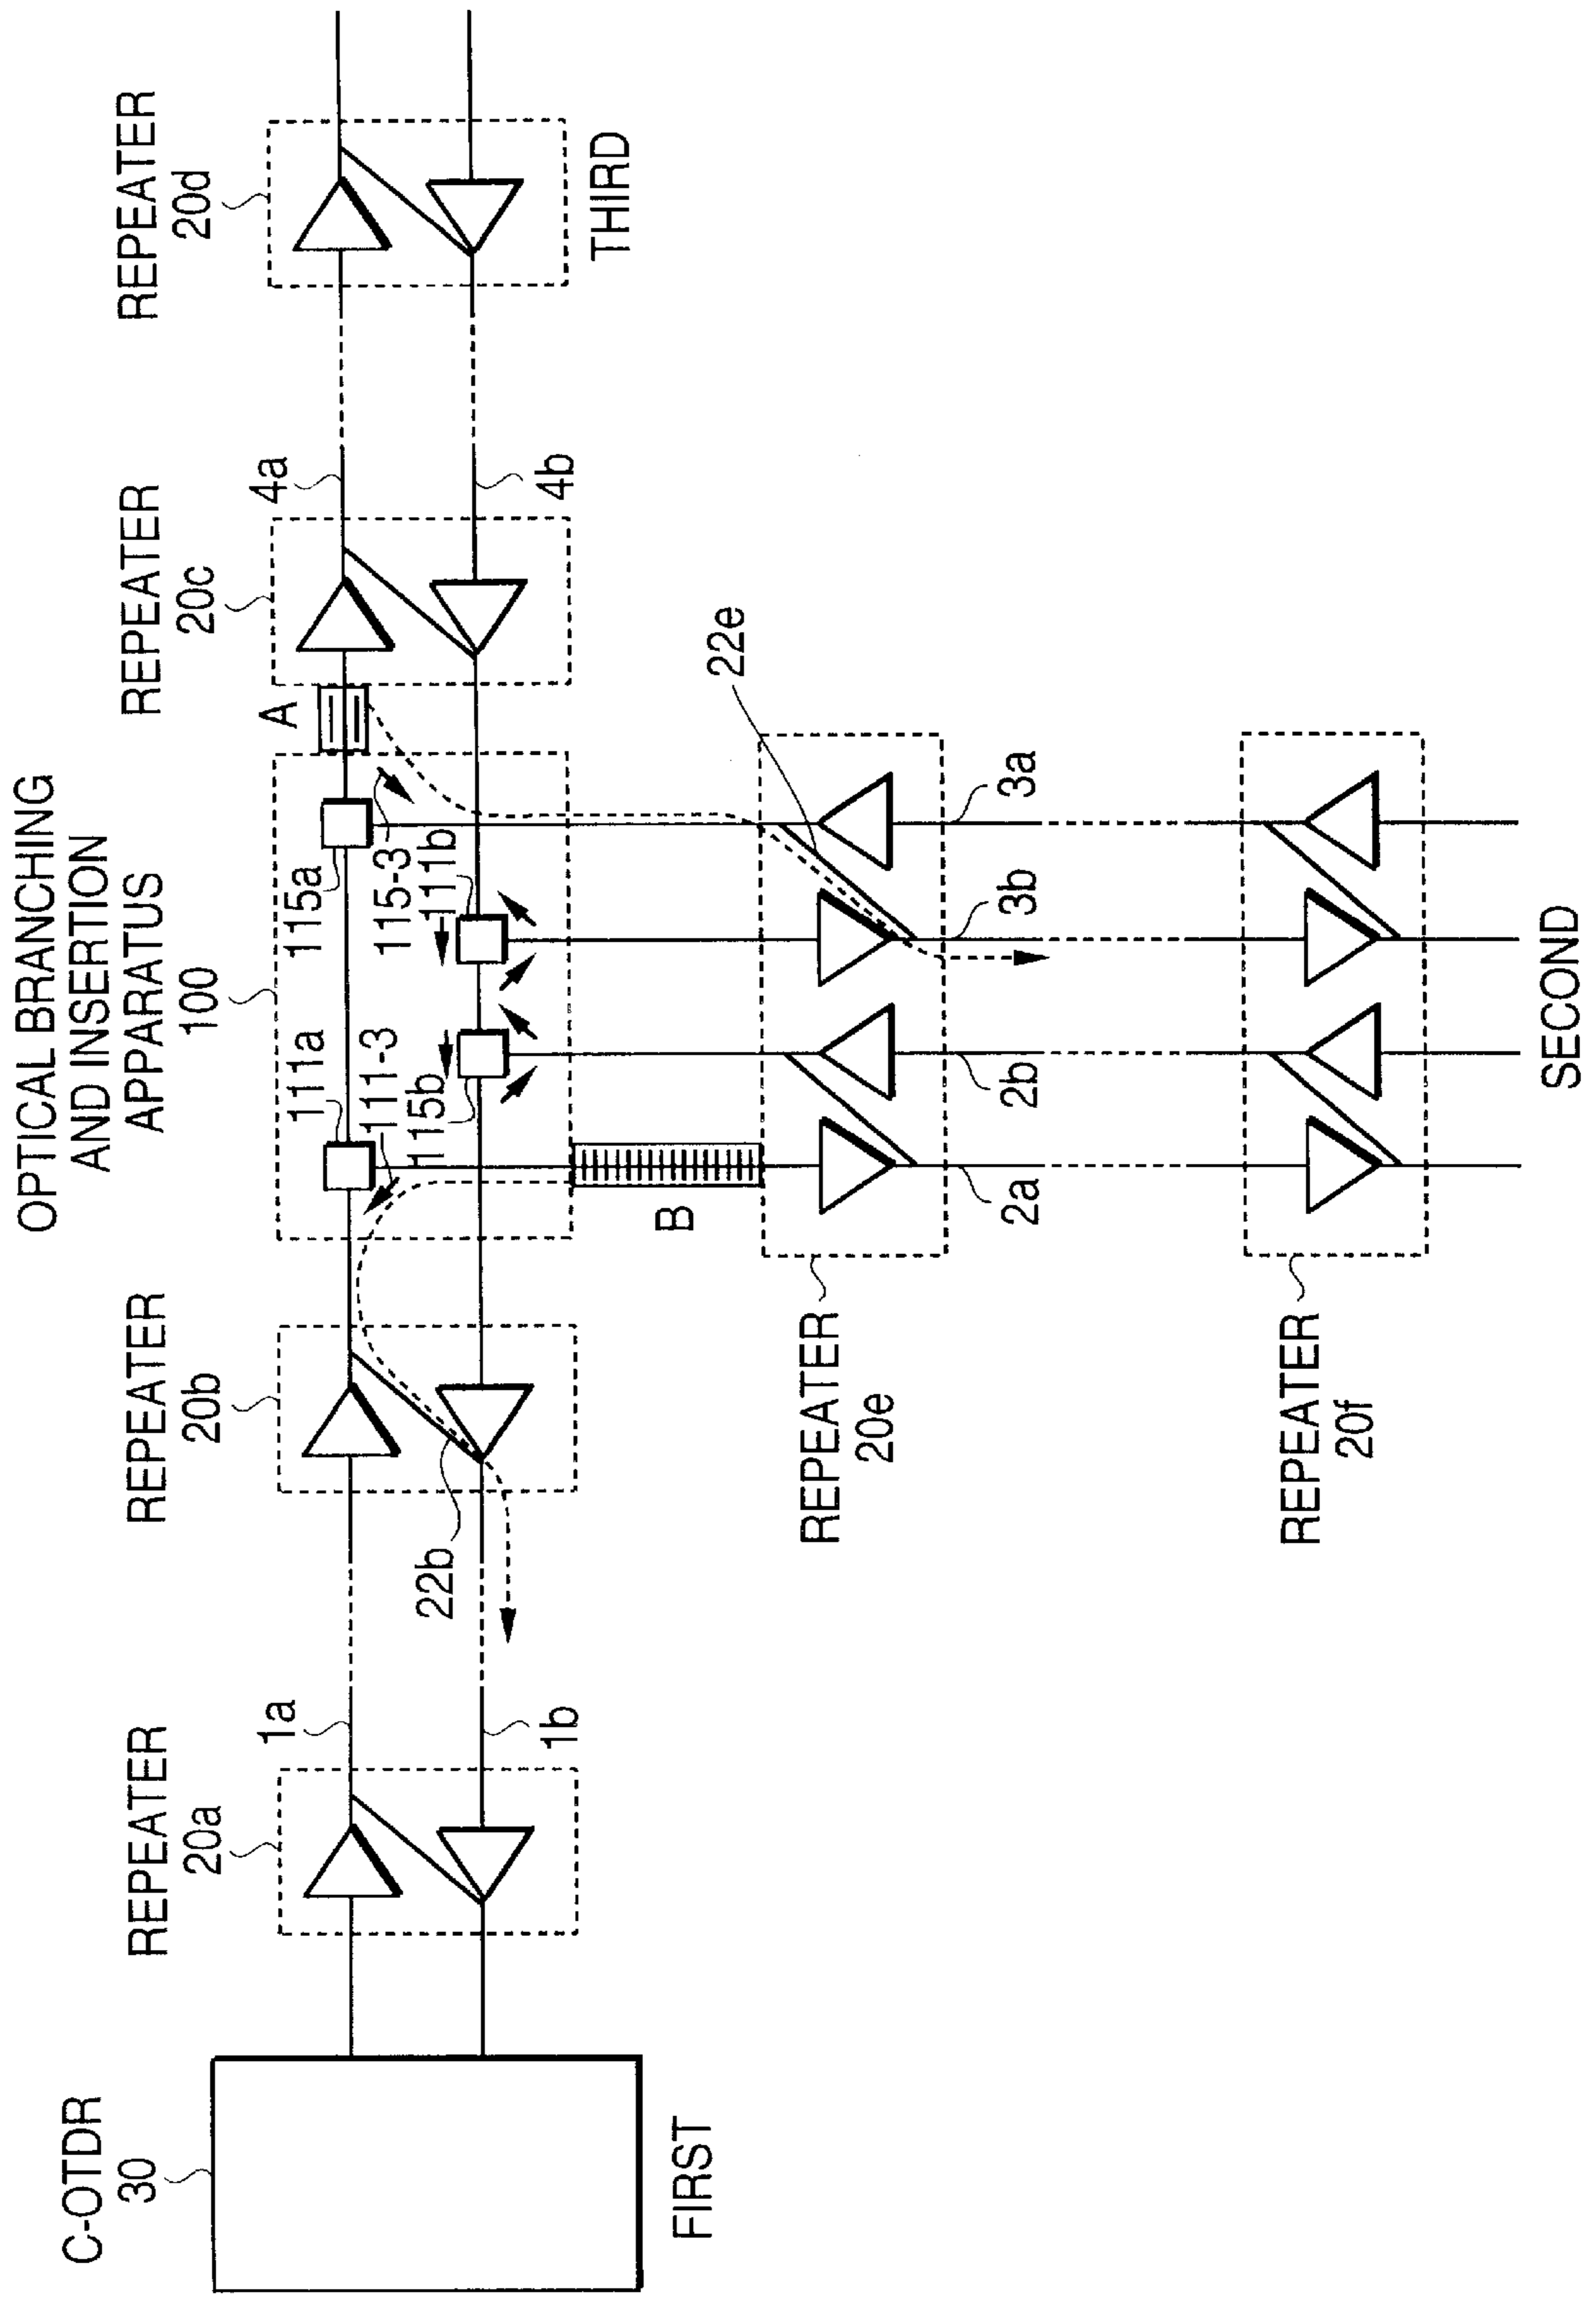 OPTICAL BRANCHING
AND INSERTION
APPARATUS
100
C-OTDR
30
REPEATER
20a
REPEATER
20b
REPEATER
20c
REPEATER
20d
1a
111a
115a
A
4a
111-3
115-3
22b
1b
115b
111b
4b
FIRST
THIRD
B
22e
REPEATER
20e
2a
2b
3b
3a
REPEATER
20f
SECOND